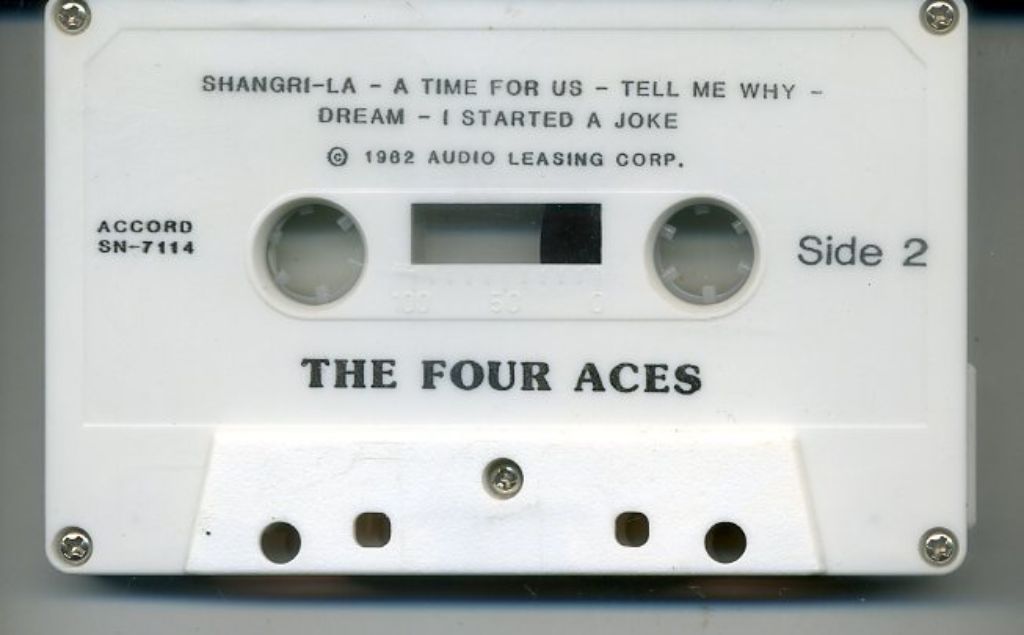 SHANGRI-LA - A TIME FOR US - TELL ME WHY -
DREAM - I STARTED A JOKE
© 1982 AUDIO LEASING CORP.
ACCORD
SN-7114
Side 2
100 50 0
THE FOUR ACES